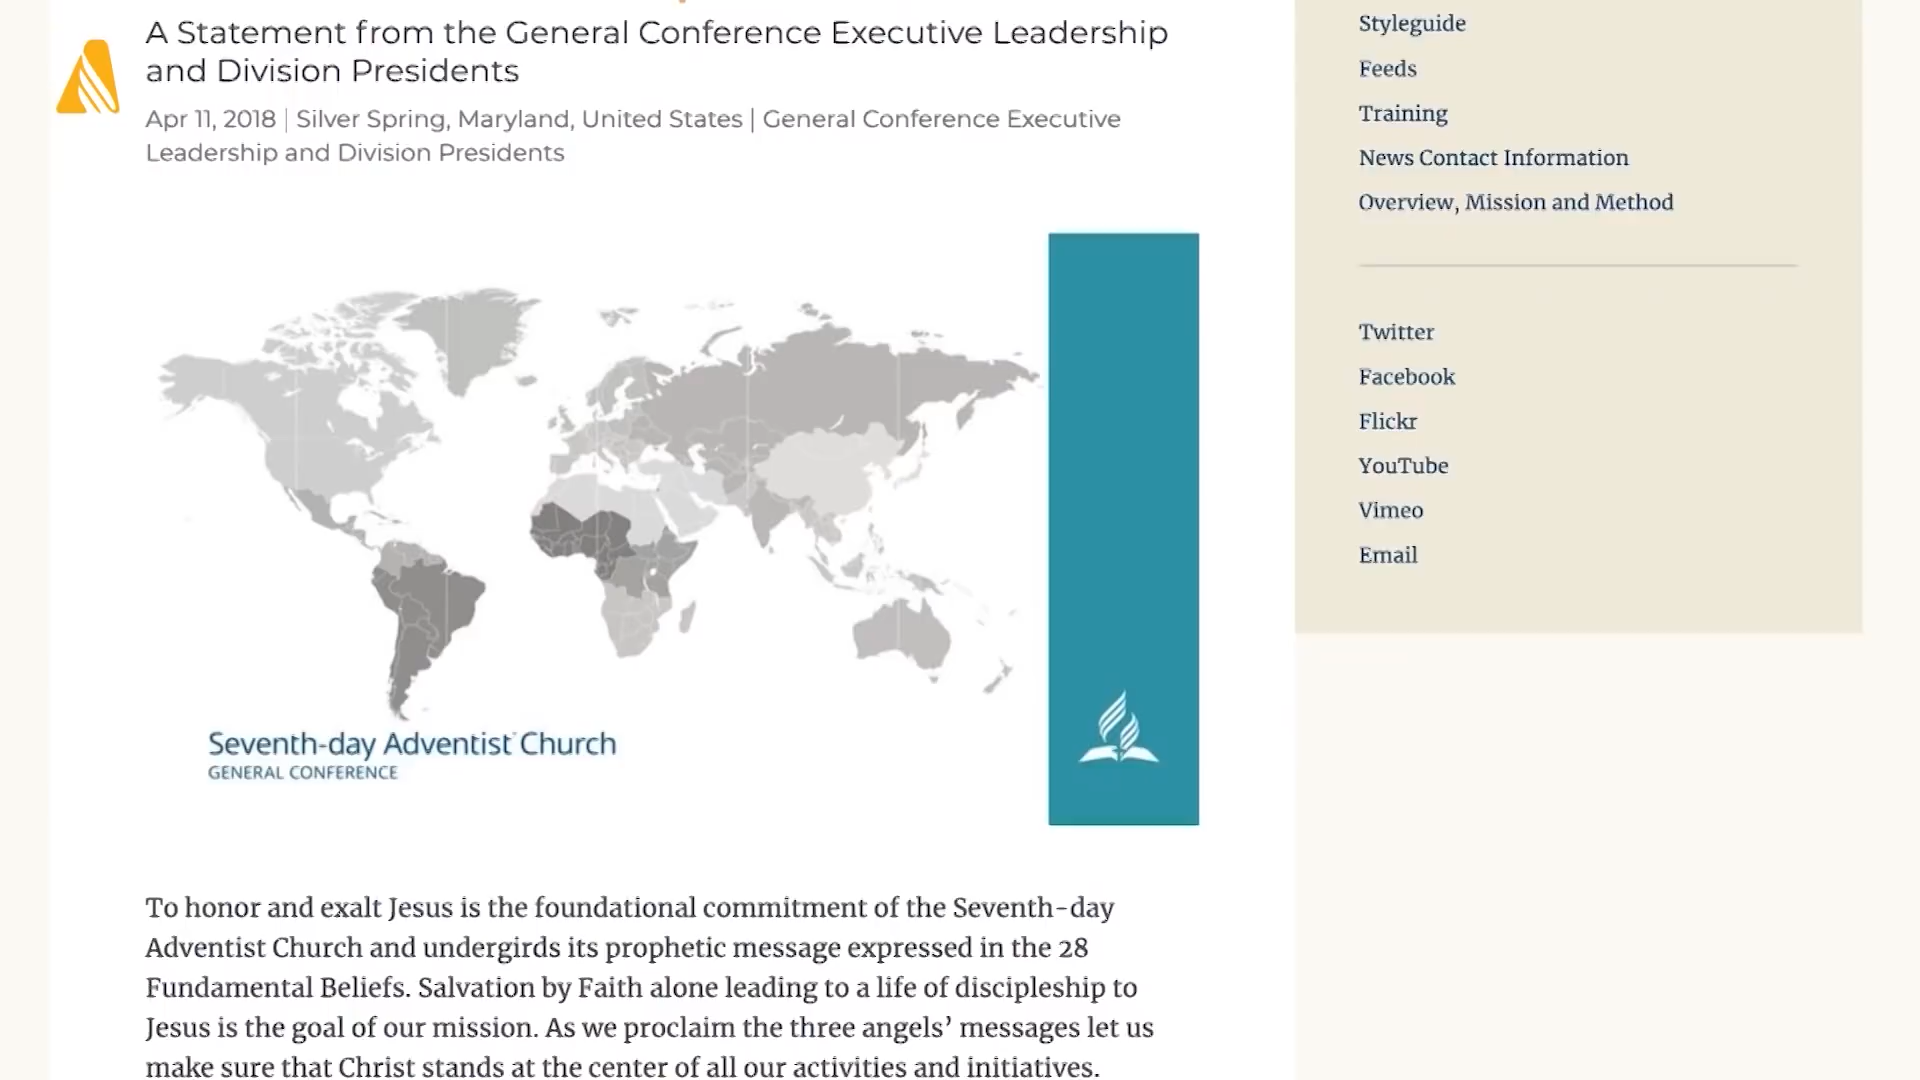 A Statement from the General Conference Executive Leadership
and Division Presidents
Apr 11, 2018 | Silver Spring, Maryland, United States | General Conference Executive
Leadership and Division Presidents
Seventh-day Adventist Church
GENERAL CONFERENCE
To honor and exalt Jesus is the foundational commitment of the Seventh-day
Adventist Church and undergirds its prophetic message expressed in the 28
Fundamental Beliefs. Salvation by Faith alone leading to a life of discipleship to
Jesus is the goal of our mission. As we proclaim the three angels’ messages let us
make sure that Christ stands at the center of all our activities and initiatives.
Styleguide
Feeds
Training
News Contact Information
Overview, Mission and Method
Twitter
Facebook
Flickr
YouTube
Vimeo
Email